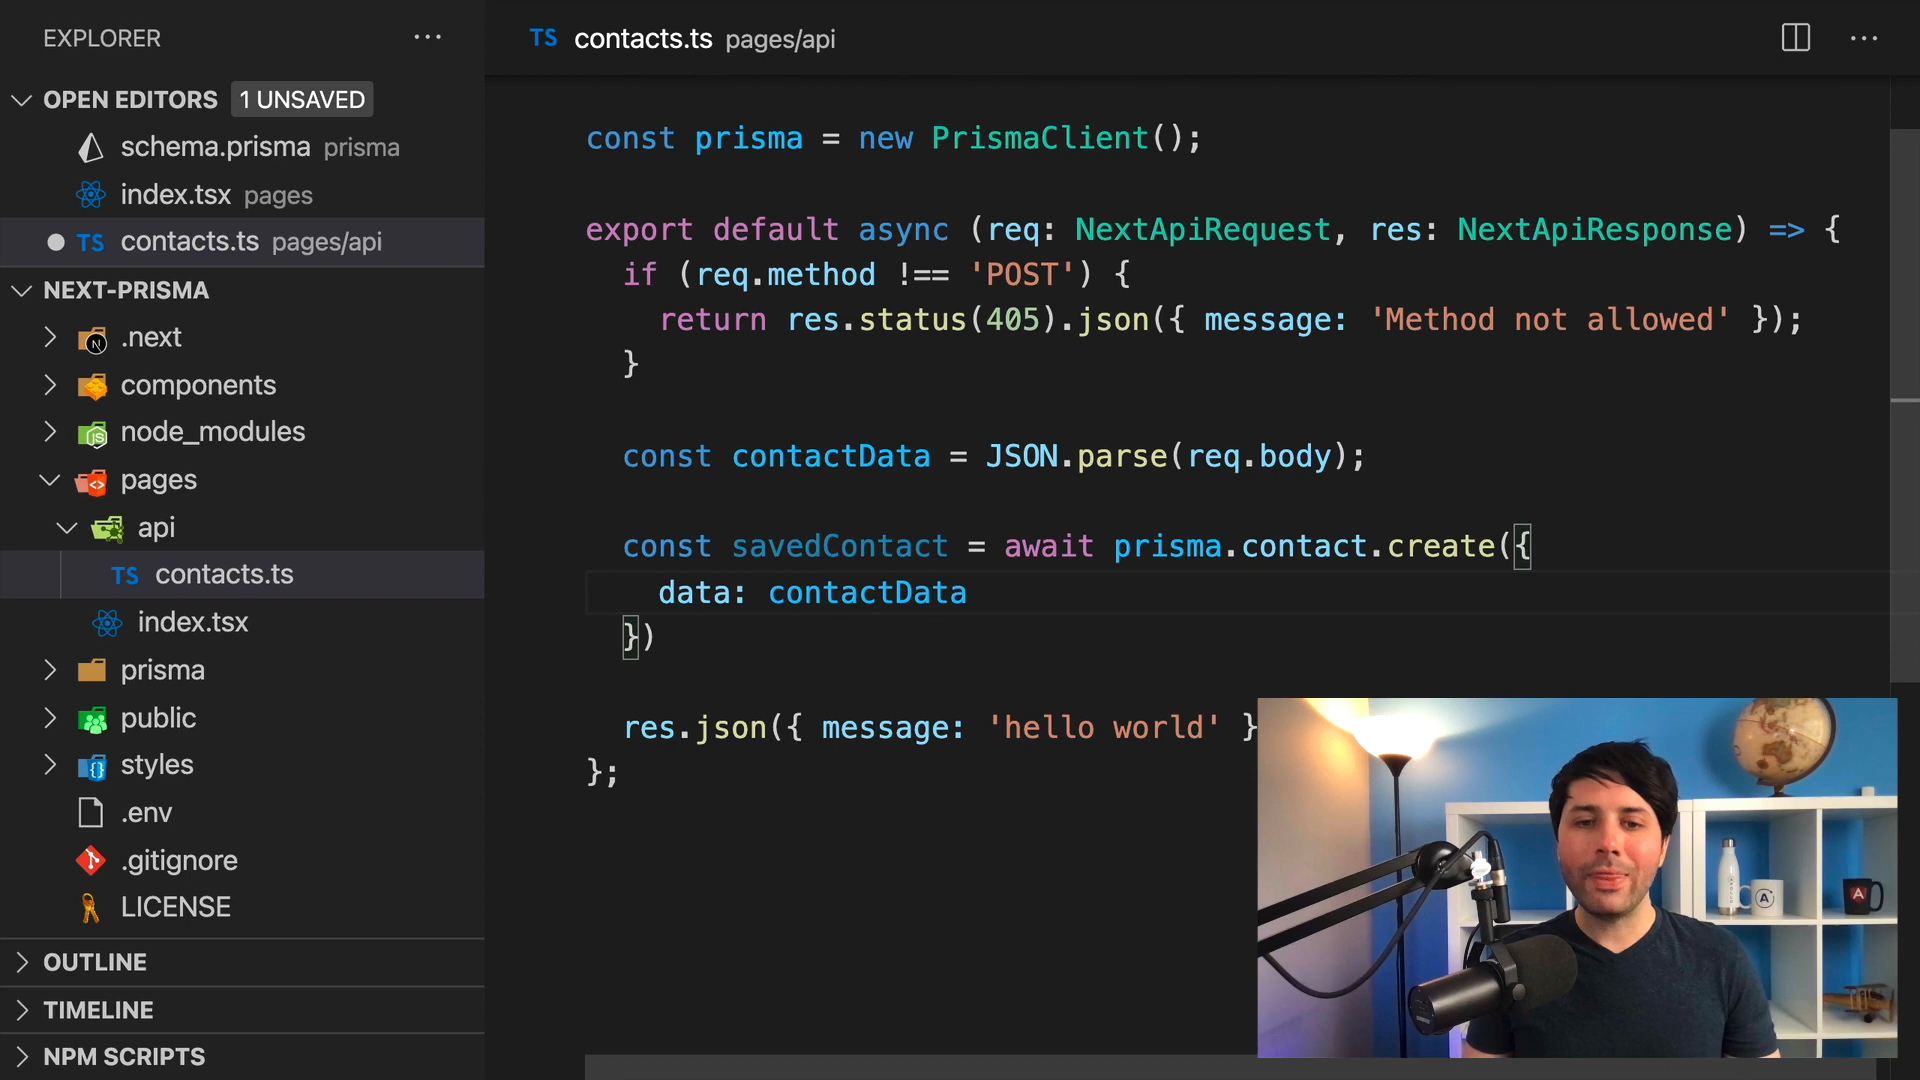 EXPLORER
OPEN EDITORS 1 UNSAVED
schema.prisma prisma
index.tsx pages
TS contacts.ts pages/api
NEXT-PRISMA
.next
components
node_modules
pages
api
TS contacts.ts
index.tsx
prisma
public
styles
.env
.gitignore
LICENSE
OUTLINE
TIMELINE
NPM SCRIPTS
TS contacts.ts pages/api
const prisma = new PrismaClient();
export default async (req: NextApiRequest, res: NextApiResponse) => {
if (req.method !== 'POST') {
return res.status(405).json({ message: 'Method not allowed' });
}
const contactData = JSON.parse(req.body);
const savedContact = await prisma.contact.create({
data: contactData
})
res.json({ message: 'hello world' }
};